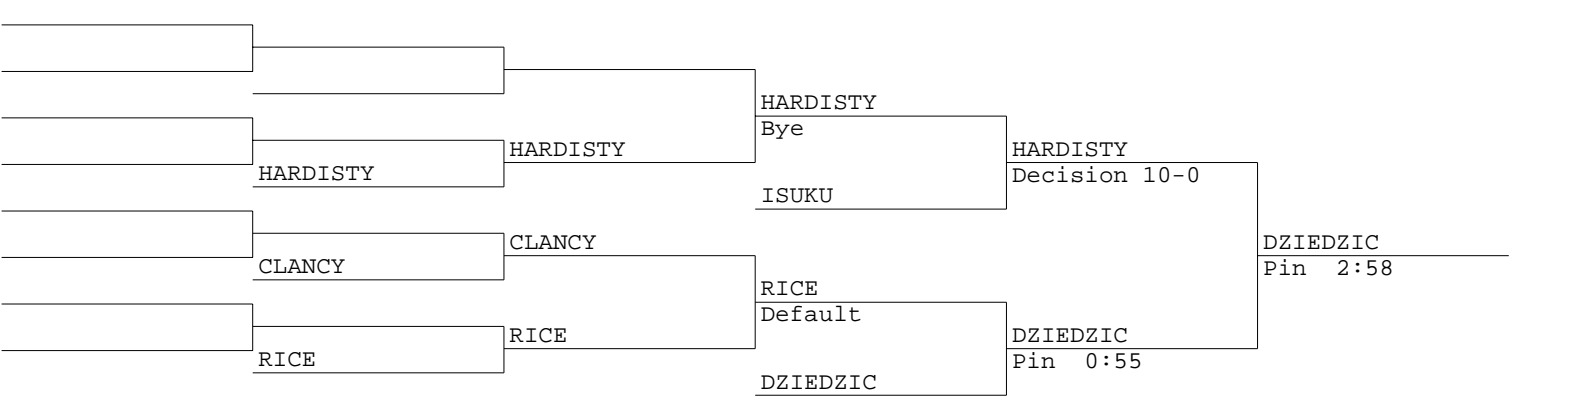 HARDISTY
Bye
HARDISTY
HARDISTY
Decision 10-0
HARDISTY
ISUKU
CLANCY
DZIEDZIC
CLANCY
Pin 2:58
RICE
Default
RICE
DZIEDZIC
RICE
Pin 0:55
DZIEDZIC